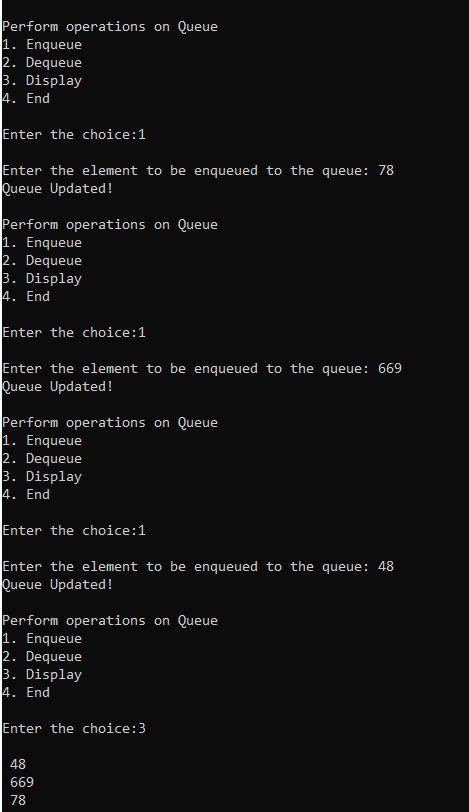 Perform operations on Queue
1. Enqueue
2. Dequeue
3. Display
4. End
Enter the choice:1
Enter the element to be enqueued to the queue: 78
Queue Updated!
Perform operations on Queue
1. Enqueue
2. Dequeue
3. Display
4. End
Enter the choice:1
Enter the element to be enqueued to the queue: 669
Queue Updated!
Perform operations on Queue
1. Enqueue
2. Dequeue
3. Display
4. End
Enter the choice:1
Enter the element to be enqueued to the queue: 48
Queue Updated!
Perform operations on Queue
1. Enqueue
2. Dequeue
3. Display
4. End
Enter the choice:3
48
669
78